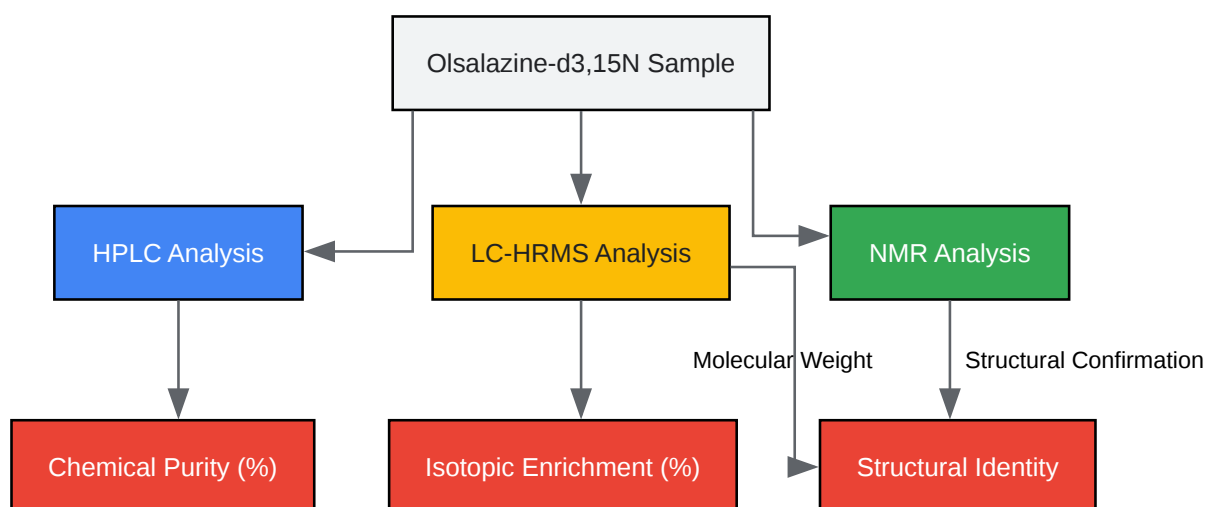 Olsalazine-d3,15N Sample
HPLC Analysis
LC-HRMS Analysis
NMR Analysis
Molecular Weight
Structural Confirmation
Chemical Purity (%)
Isotopic Enrichment (%)
Structural Identity